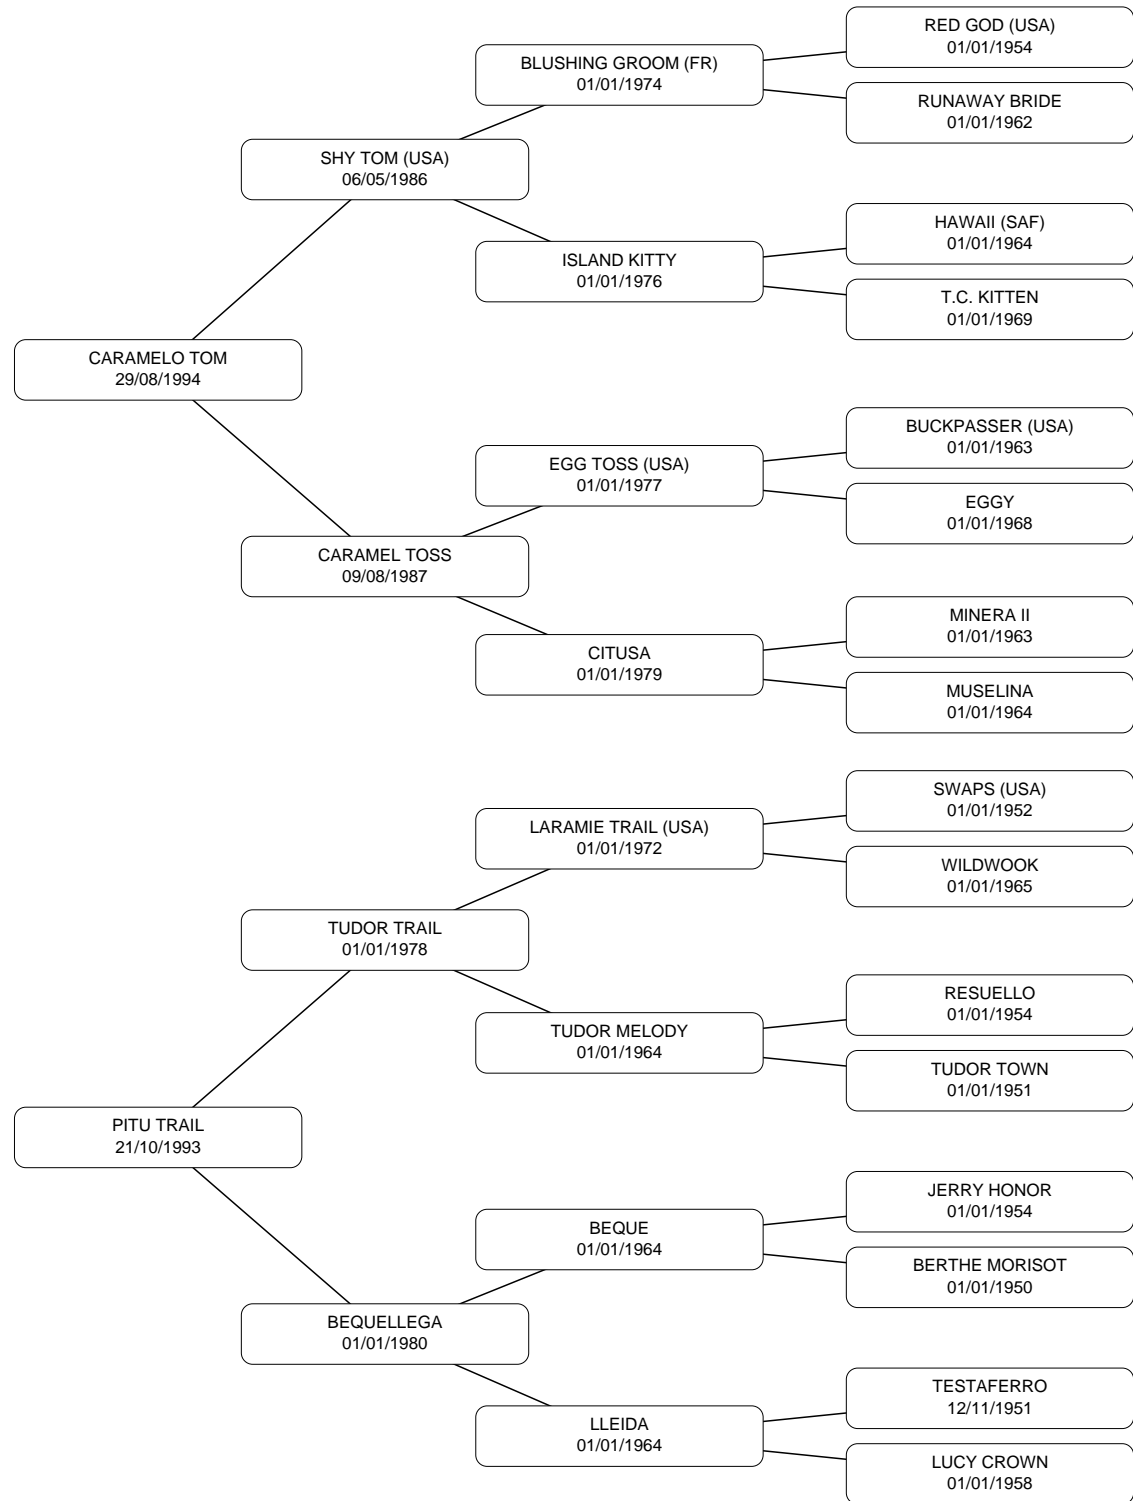 RED GOD (USA)
01/01/1954
BLUSHING GROOM (FR)
01/01/1974
RUNAWAY BRIDE
01/01/1962
SHY TOM (USA)
06/05/1986
HAWAII (SAF)
01/01/1964
ISLAND KITTY
01/01/1976
T.C. KITTEN
01/01/1969
CARAMELO TOM
29/08/1994
BUCKPASSER (USA)
01/01/1963
EGG TOSS (USA)
01/01/1977
EGGY
01/01/1968
CARAMEL TOSS
09/08/1987
MINERA II
01/01/1963
CITUSA
01/01/1979
MUSELINA
01/01/1964
SWAPS (USA)
01/01/1952
LARAMIE TRAIL (USA)
01/01/1972
WILDWOOK
01/01/1965
TUDOR TRAIL
01/01/1978
RESUELLO
01/01/1954
TUDOR MELODY
01/01/1964
TUDOR TOWN
01/01/1951
PITU TRAIL
21/10/1993
JERRY HONOR
01/01/1954
BEQUE
01/01/1964
BERTHE MORISOT
01/01/1950
BEQUELLEGA
01/01/1980
TESTAFERRO
12/11/1951
LLEIDA
01/01/1964
LUCY CROWN
01/01/1958